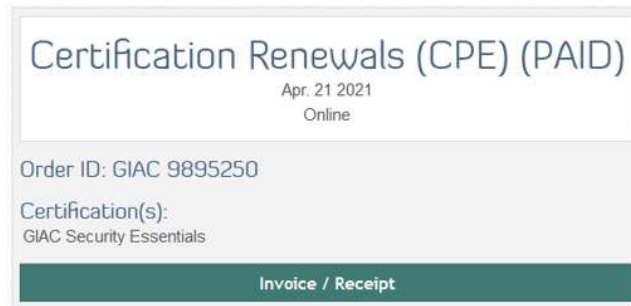 Certification Renewals (CPE) (PAID)
Apr. 21 2021
Online
Order ID: GIAC 9895250
Certification(s):
GIAC Security Essentials
Invoice / Receipt